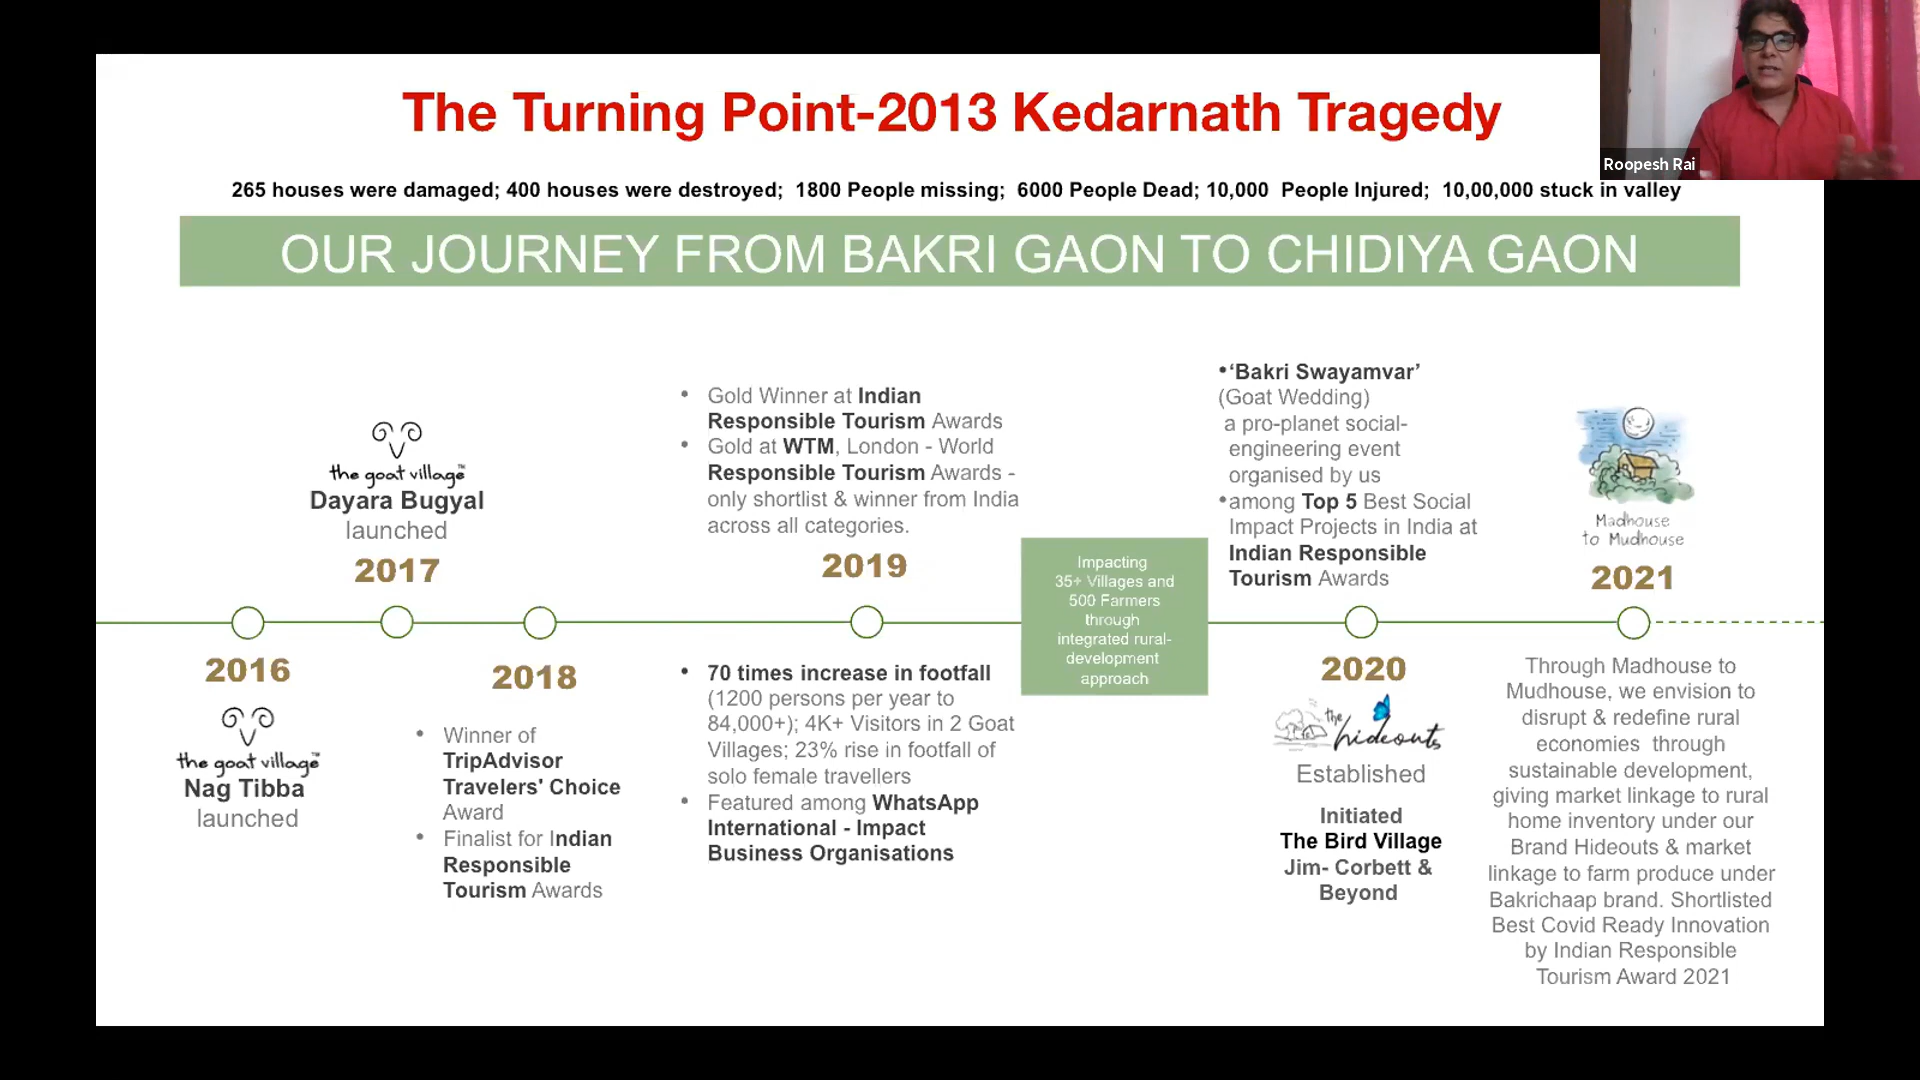 The Turning Point-2013 Kedarnath Tragedy
Roopesh Rai
265 houses were damaged; 400 houses were destroyed; 1800 People missing; 6000 People Dead; 10,000 People Injured; 10,00,000 stuck in valley
OUR JOURNEY FROM BAKRI GAON TO CHIDIYA GAON
the goat village™
Dayara Bugyal
launched
2017
• Gold Winner at Indian
Responsible Tourism Awards
• Gold at WTM, London - World
Responsible Tourism Awards -
only shortlist & winner from India
across all categories.
2019
Impacting
35+ Villages and
500 Farmers
through
integrated rural-
development
approach
•‘Bakri Swayamvar’
(Goat Wedding)
a pro-planet social-
engineering event
organised by us
•among Top 5 Best Social
Impact Projects in India at
Indian Responsible
Tourism Awards
Madhouse
to Mudhouse
2021
2016
the goat village™
Nag Tibba
launched
2018
• Winner of
TripAdvisor
Travelers' Choice
Award
• Finalist for Indian
Responsible
Tourism Awards
• 70 times increase in footfall
(1200 persons per year to
84,000+); 4K+ Visitors in 2 Goat
Villages; 23% rise in footfall of
solo female travellers
• Featured among WhatsApp
International - Impact
Business Organisations
2020
the hideouts
Established
Initiated
The Bird Village
Jim- Corbett &
Beyond
Through Madhouse to
Mudhouse, we envision to
disrupt & redefine rural
economies through
sustainable development,
giving market linkage to rural
home inventory under our
Brand Hideouts & market
linkage to farm produce under
Bakrichaap brand. Shortlisted
Best Covid Ready Innovation
by Indian Responsible
Tourism Award 2021